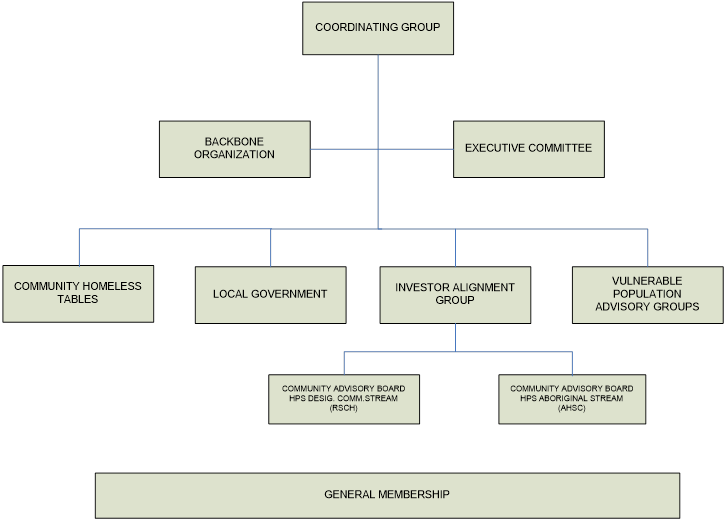 COORDINATING GROUP
BACKBONE
ORGANIZATION
EXECUTIVE COMMITTEE
COMMUNITY HOMELESS
TABLES
LOCAL GOVERNMENT
INVESTOR ALIGNMENT
GROUP
VULNERABLE
POPULATION
ADVISORY GROUPS
COMMUNITY ADVISORY BOARD
HPS DESIG. COMM.STREAM
(RSCH)
COMMUNITY ADVISORY BOARD
HPS ABORIGINAL STREAM
(AHSC)
GENERAL MEMBERSHIP